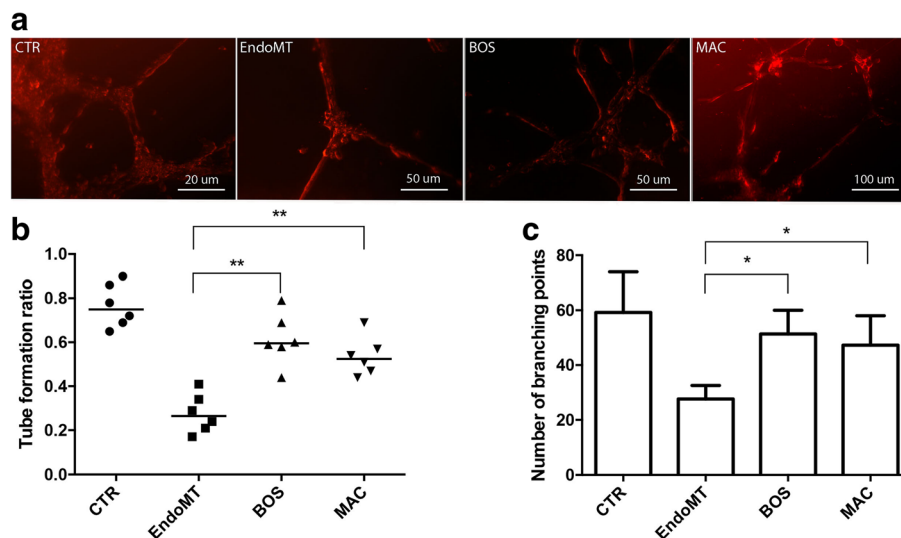 a
CTR
EndoMT
BOS
MAC
20 um
50 um
50 um
100 um
b
Tube formation ratio
1.0
0.8
0.6
0.4
0.2
0.0
**
**
CTR
EndoMT
BOS
MAC
c
Number of branching points
80
60
40
20
0
*
*
CTR
EndoMT
BOS
MAC